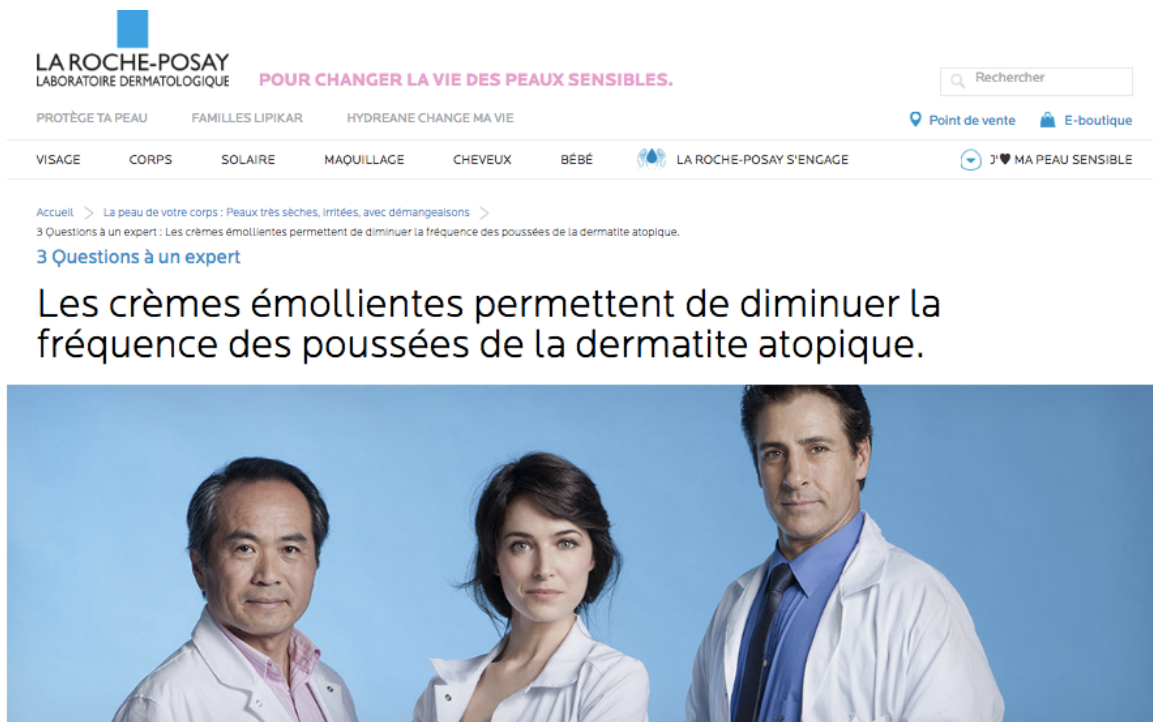 LA ROCHE-POSAY
LABORATOIRE DERMATOLOGIQUE
POUR CHANGER LA VIE DES PEAUX SENSIBLES.
Rechercher
PROTÈGE TA PEAU FAMILLES LIPIKAR HYDREANE CHANGE MA VIE
Point de vente E-boutique
VISAGE CORPS SOLAIRE MAQUILLAGE CHEVEUX BÉBÉ LA ROCHE-POSAY S'ENGAGE J'♥ MA PEAU SENSIBLE
Accueil > La peau de votre corps : Peaux très sèches, irritées, avec démangeaisons >
3 Questions à un expert : Les crèmes émollientes permettent de diminuer la fréquence des poussées de la dermatite atopique.
3 Questions à un expert
Les crèmes émollientes permettent de diminuer la
fréquence des poussées de la dermatite atopique.